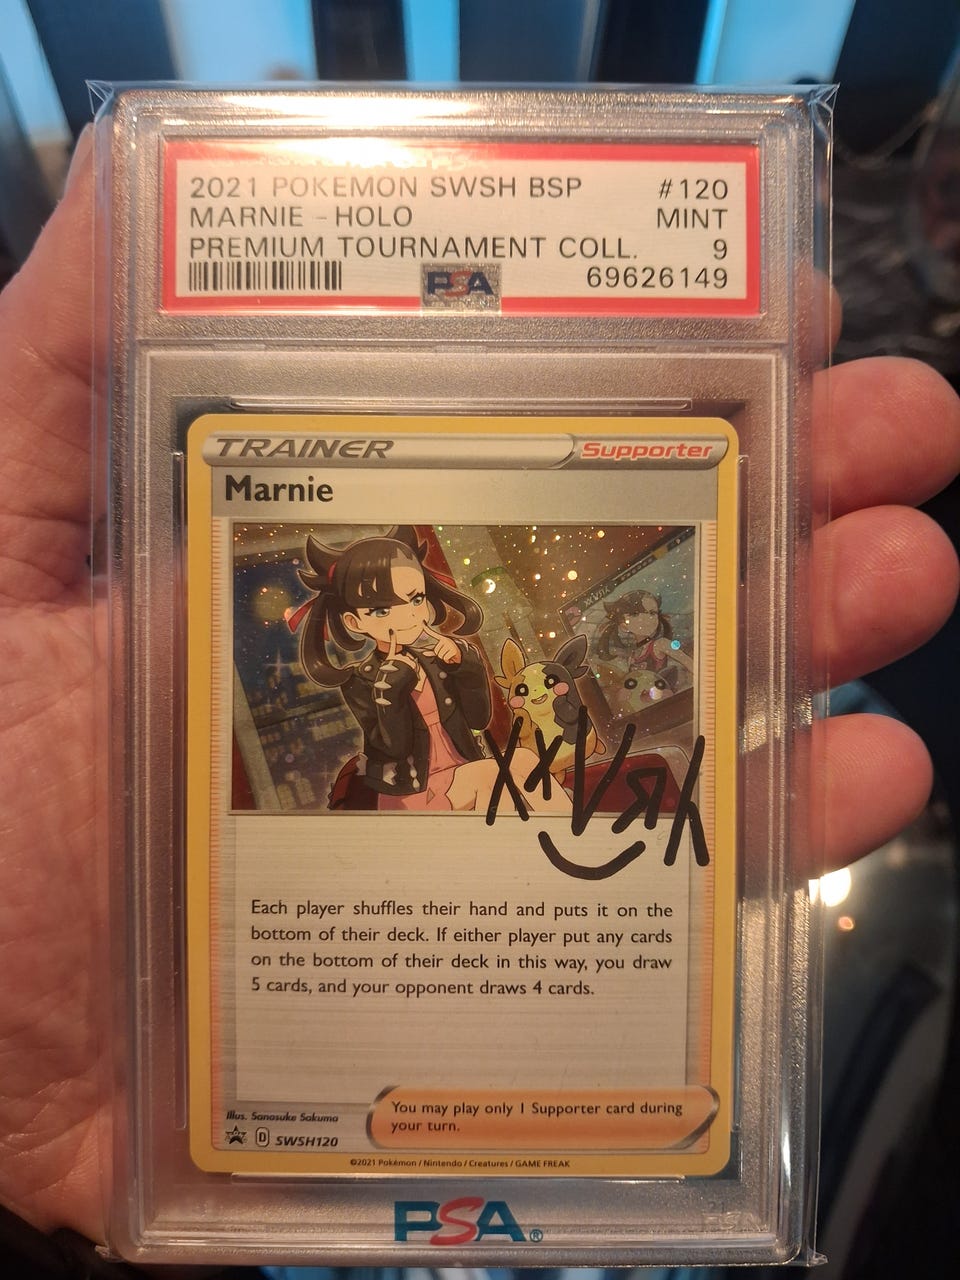 2021 POKEMON SWSH BSP #120
MARNIE - HOLO MINT
PREMIUM TOURNAMENT COLL. 9
PSA 69626149
TRAINER Supporter
Marnie
Each player shuffles their hand and puts it on the
bottom of their deck. If either player put any cards
on the bottom of their deck in this way, you draw
5 cards, and your opponent draws 4 cards.
You may play only 1 Supporter card during
your turn.
Illus. Sanosuke Sakuma
D SWSH120
©2021 Pokémon / Nintendo / Creatures / GAME FREAK
PSA®